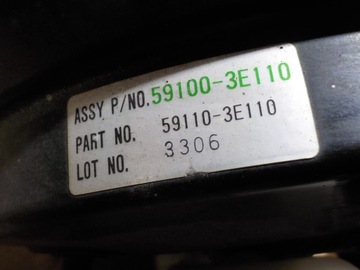 ASSY P/NO. 59100-3E110
PART NO. 59110-3E110
LOT NO. 3306